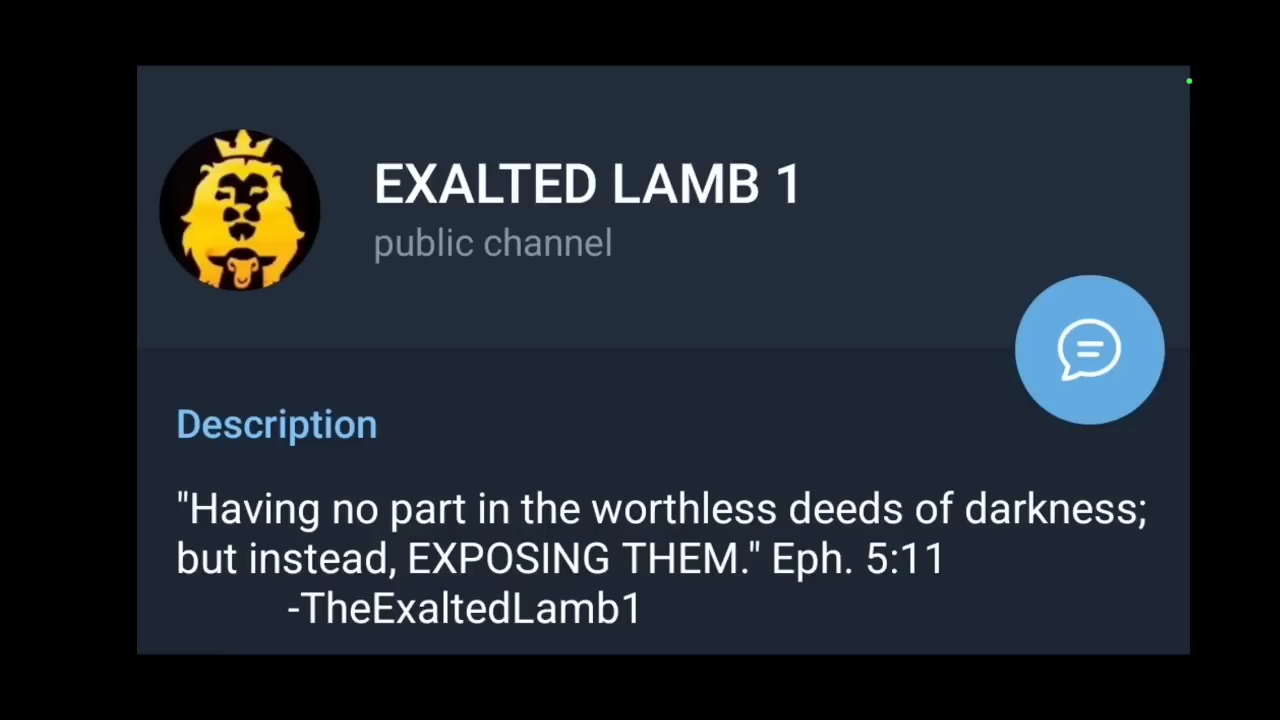 EXALTED LAMB 1
public channel
Description
"Having no part in the worthless deeds of darkness;
but instead, EXPOSING THEM." Eph. 5:11
-TheExaltedLamb1